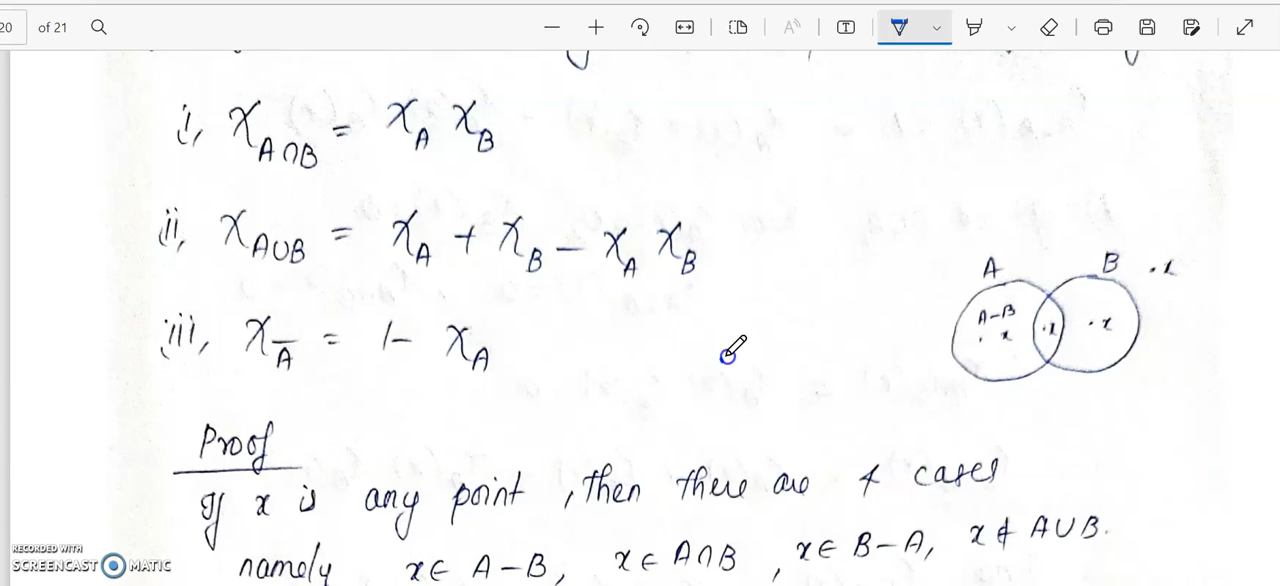 20 of 21
i, χ_{A∩B} = χ_A χ_B
ii, χ_{A∪B} = χ_A + χ_B − χ_A χ_B
A B .x
A−B
. x .x .x
iii, χ_{A̅} = 1− χ_A
Proof
If x is any point , then there are 4 cases
namely x ∈ A−B, x ∈ A∩B , x ∈ B−A, x ∉ A∪B.
RECORDED WITH
SCREENCAST MATIC